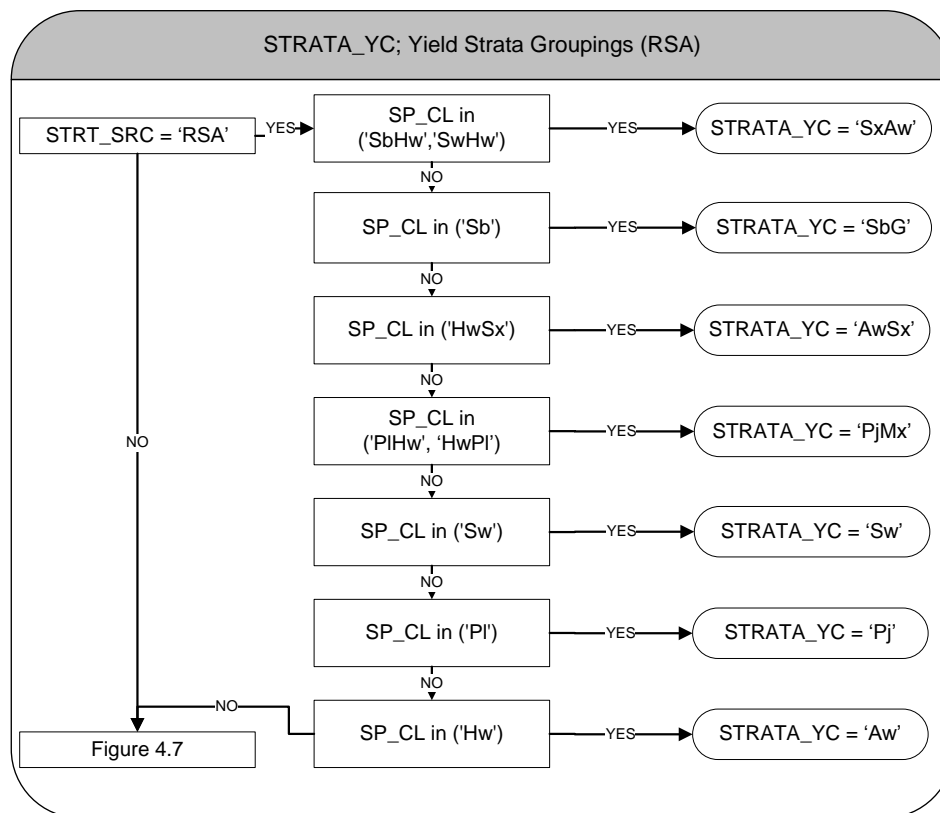 STRATA_YC; Yield Strata Groupings (RSA)
STRT_SRC = ‘RSA’
YES
SP_CL in
('SbHw','SwHw')
YES
STRATA_YC = ‘SxAw’
NO
SP_CL in ('Sb')
YES
STRATA_YC = ‘SbG’
NO
SP_CL in ('HwSx')
YES
STRATA_YC = ‘AwSx’
NO
SP_CL in
('PlHw', ‘HwPl’)
YES
STRATA_YC = ‘PjMx’
NO
NO
SP_CL in ('Sw')
YES
STRATA_YC = ‘Sw’
NO
SP_CL in ('Pl')
YES
STRATA_YC = ‘Pj’
NO
NO
SP_CL in ('Hw')
YES
STRATA_YC = ‘Aw’
Figure 4.7